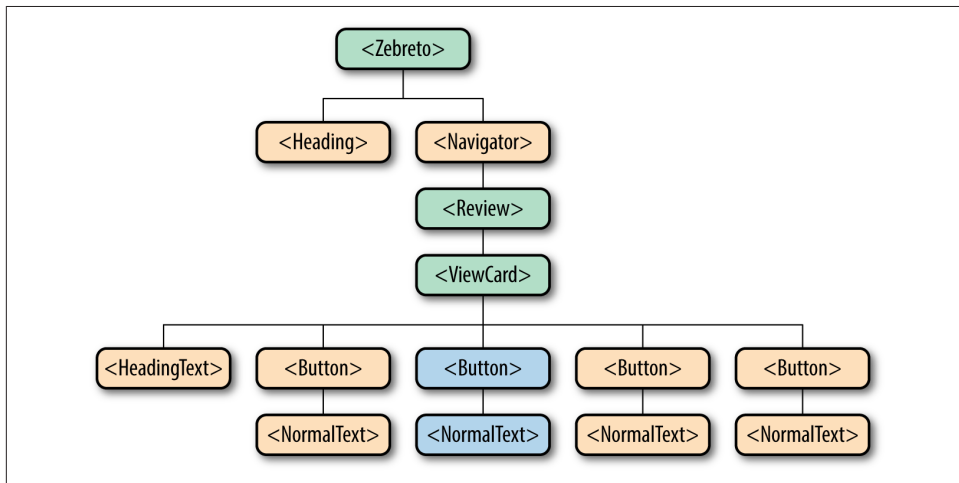 <Zebreto>
<Heading> <Navigator>
<Review>
<ViewCard>
<HeadingText> <Button> <Button> <Button> <Button>
<NormalText> <NormalText> <NormalText> <NormalText>